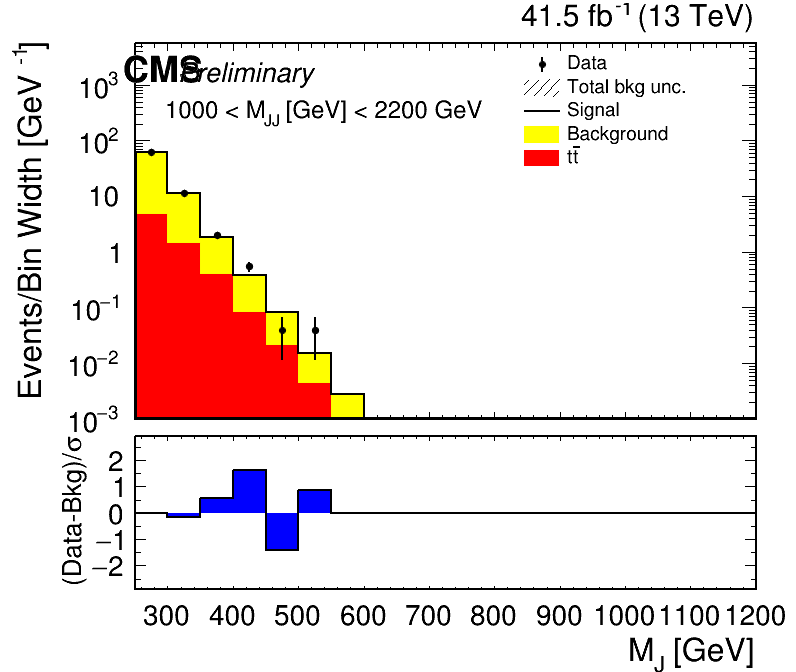 41.5 fb⁻¹ (13 TeV)
CMS Preliminary
1000 < M_JJ [GeV] < 2200 GeV
Data
Total bkg unc.
Signal
Background
tt̄
Events/Bin Width [GeV⁻¹]
10³
10²
10
1
10⁻¹
10⁻²
10⁻³
(Data-Bkg)/σ
2
1
0
−1
−2
300 400 500 600 700 800 900 1000 1100 1200
M_J [GeV]